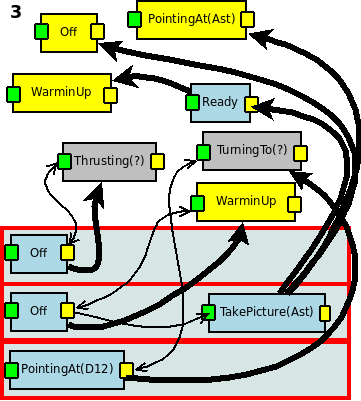 3
PointingAt(Ast)
Off
WarminUp
Ready
Thrusting(?)
TurningTo(?)
WarminUp
Off
Off
TakePicture(Ast)
PointingAt(D12)